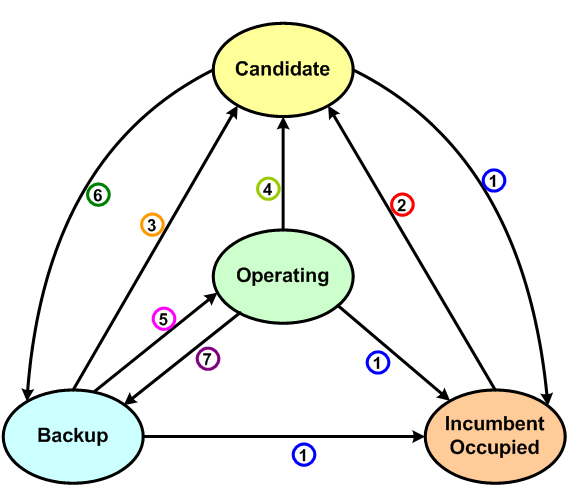 Candidate
6
1
3
4
2
Operating
5
7
1
Backup
Incumbent
Occupied
1